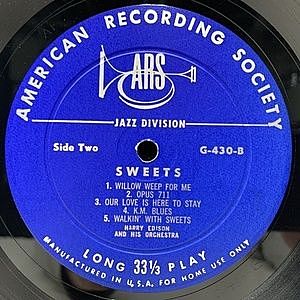 AMERICAN RECORDING SOCIETY
ARS
JAZZ DIVISION
Side Two
G-430-B
SWEETS
1. WILLOW WEEP FOR ME
2. OPUS 711
3. OUR LOVE IS HERE TO STAY
4. K.M. BLUES
5. WALKIN' WITH SWEETS
HARRY EDISON
AND HIS ORCHESTRA
LONG 33⅓ PLAY
MANUFACTURED IN U.S.A. FOR HOME USE ONLY